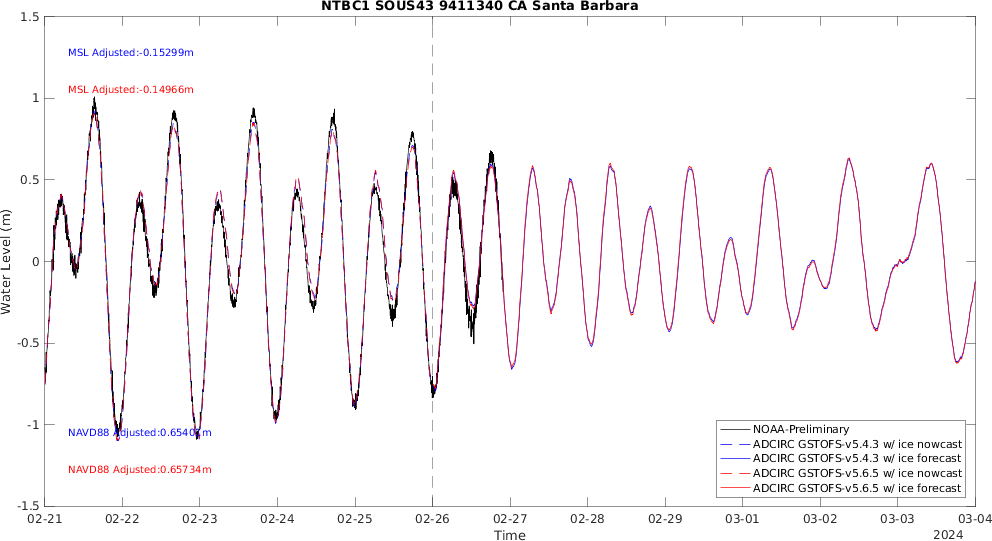 NTBC1 SOUS43 9411340 CA Santa Barbara
1.5
1
0.5
0
-0.5
-1
-1.5
Water Level (m)
MSL Adjusted:-0.15299m
MSL Adjusted:-0.14966m
NAVD88 Adjusted:0.65401m
NAVD88 Adjusted:0.65734m
NOAA-Preliminary
ADCIRC GSTOFS-v5.4.3 w/ ice nowcast
ADCIRC GSTOFS-v5.4.3 w/ ice forecast
ADCIRC GSTOFS-v5.6.5 w/ ice nowcast
ADCIRC GSTOFS-v5.6.5 w/ ice forecast
02-21 02-22 02-23 02-24 02-25 02-26 02-27 02-28 02-29 03-01 03-02 03-03 03-04
Time
2024